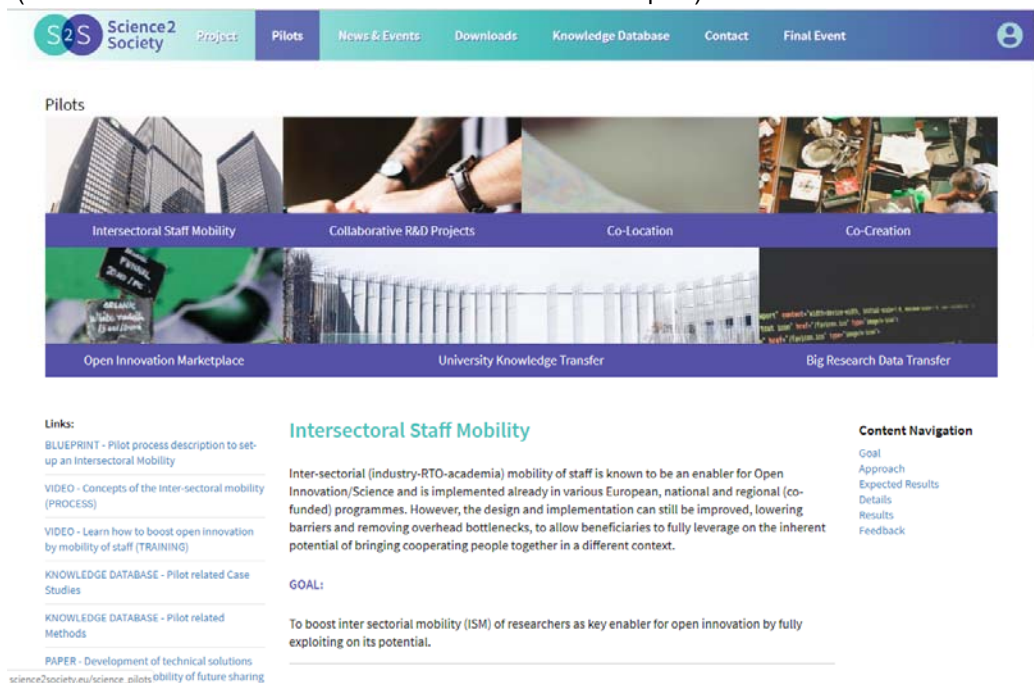 S2S Science2 Society
Project Pilots News & Events Downloads Knowledge Database Contact Final Event
Pilots
Intersectoral Staff Mobility
Collaborative R&D Projects
Co-Location
Co-Creation
FENNEL
ORGANIC
White radish
Open Innovation Marketplace
University Knowledge Transfer
Big Research Data Transfer
Links:
BLUEPRINT - Pilot process description to set-
up an Intersectoral Mobility
VIDEO - Concepts of the Inter-sectoral mobility
(PROCESS)
VIDEO - Learn how to boost open innovation
by mobility of staff (TRAINING)
KNOWLEDGE DATABASE - Pilot related Case
Studies
KNOWLEDGE DATABASE - Pilot related
Methods
PAPER - Development of technical solutions
obility of future sharing
science2society.eu/science_pilots
Intersectoral Staff Mobility
Inter-sectorial (industry-RTO-academia) mobility of staff is known to be an enabler for Open
Innovation/Science and is implemented already in various European, national and regional (co-
funded) programmes. However, the design and implementation can still be improved, lowering
barriers and removing overhead bottlenecks, to allow beneficiaries to fully leverage on the inherent
potential of bringing cooperating people together in a different context.
GOAL:
To boost inter sectorial mobility (ISM) of researchers as key enabler for open innovation by fully
exploiting on its potential.
Content Navigation
Goal
Approach
Expected Results
Details
Results
Feedback